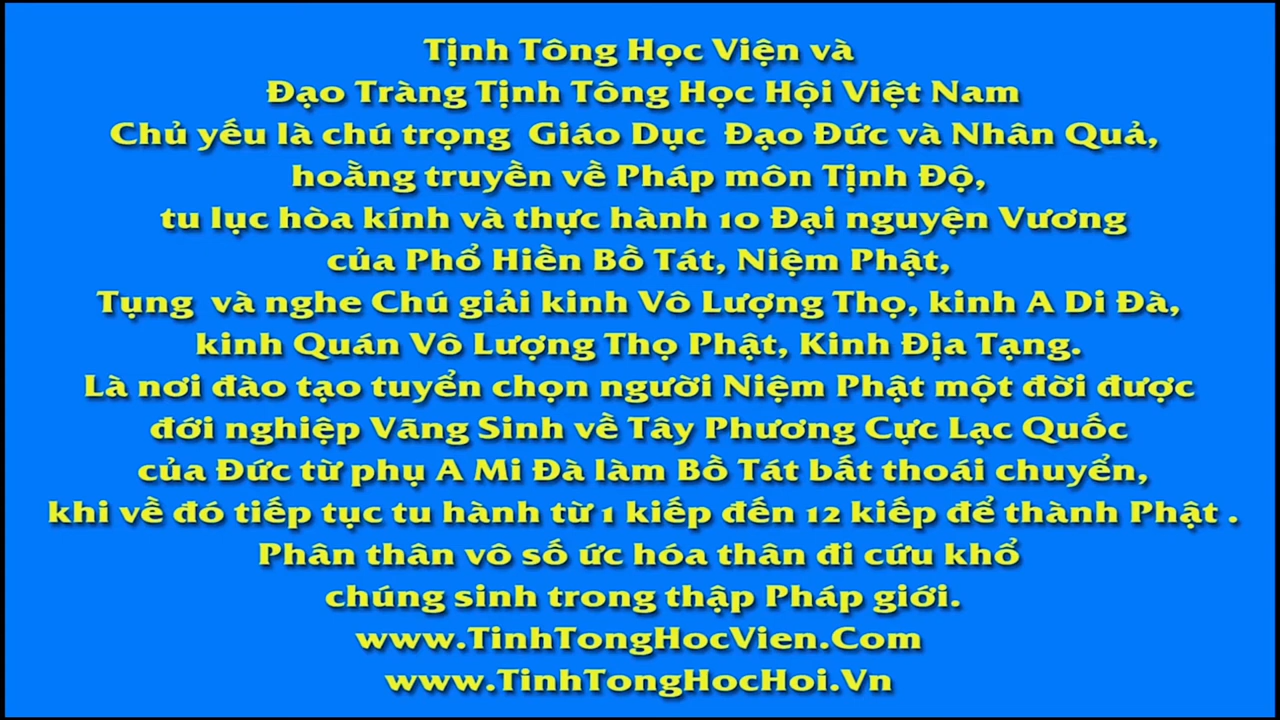 Tịnh Tông Học Viện và
Đạo Tràng Tịnh Tông Học Hội Việt Nam
Chủ yếu là chú trọng Giáo Dục Đạo Đức và Nhân Quả,
hoằng truyền về Pháp môn Tịnh Độ,
tu lục hòa kính và thực hành 10 Đại nguyện Vương
của Phổ Hiền Bồ Tát, Niệm Phật,
Tụng và nghe Chú giải kinh Vô Lượng Thọ, kinh A Di Đà,
kinh Quán Vô Lượng Thọ Phật, Kinh Địa Tạng.
Là nơi đào tạo tuyển chọn người Niệm Phật một đời được
đới nghiệp Vãng Sinh về Tây Phương Cực Lạc Quốc
của Đức từ phụ A Mi Đà làm Bồ Tát bất thoái chuyển,
khi về đó tiếp tục tu hành từ 1 kiếp đến 12 kiếp để thành Phật .
Phân thân vô số ức hóa thân đi cứu khổ
chúng sinh trong thập Pháp giới.
www.TinhTongHocVien.Com
www.TinhTongHocHoi.Vn